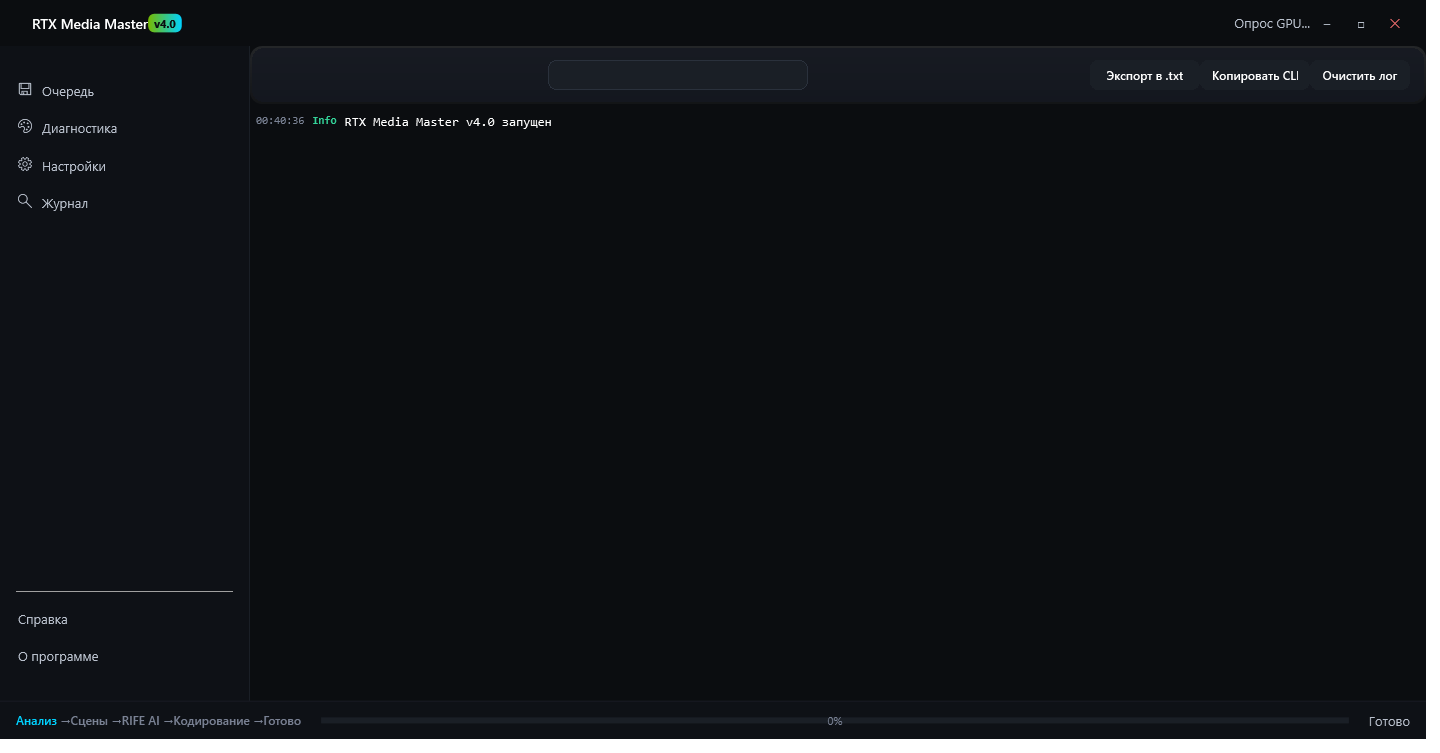 RTX Media Master v4.0
Опрос GPU...
Очередь
Диагностика
Настройки
Журнал
Экспорт в .txt
Копировать CLI
Очистить лог
00:40:36 Info RTX Media Master v4.0 запущен
Справка
О программе
Анализ →Сцены →RIFE AI →Кодирование →Готово
0%
Готово